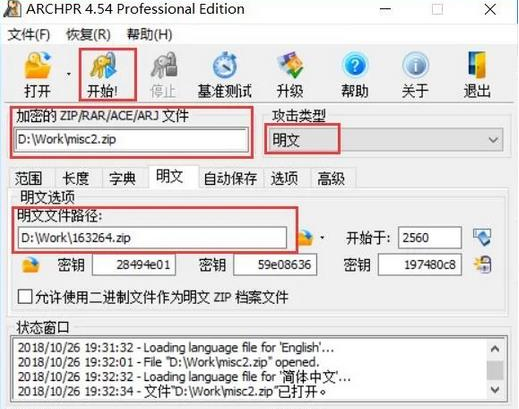 ARCHPR 4.54 Professional Edition
文件(F) 恢复(R) 帮助(H)
打开 开始! 停止 基准测试 升级 帮助 关于 退出
加密的 ZIP/RAR/ACE/ARJ 文件 攻击类型
D:\Work\misc2.zip 明文
范围 长度 字典 明文 自动保存 选项 高级
明文选项
明文文件路径:
D:\Work\163264.zip 开始于: 2560
密钥 28494e01 密钥 59e08636 密钥 197480c8
允许使用二进制文件作为明文 ZIP 档案文件
状态窗口
2018/10/26 19:31:32 - Loading language file for 'English'...
2018/10/26 19:32:01 - File "D:\Work\misc2.zip" opened.
2018/10/26 19:32:32 - Loading language file for '简体中文'...
2018/10/26 19:32:34 - 文件“D:\Work\misc2.zip”已打开。